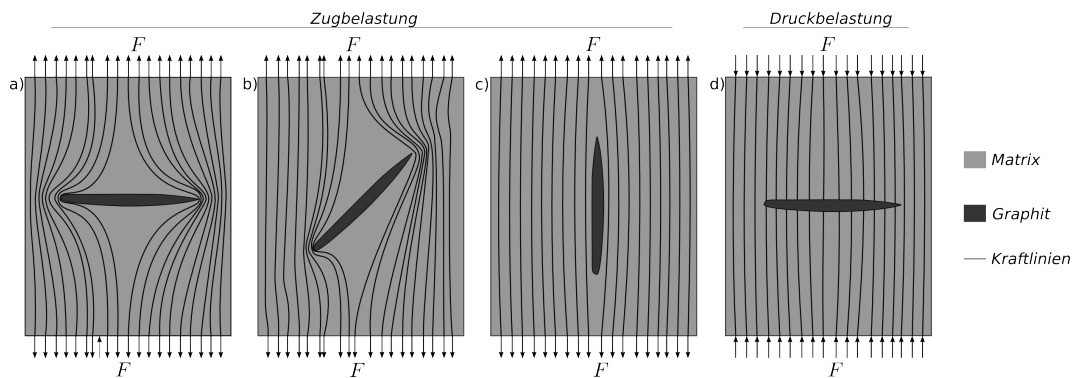 Zugbelastung
Druckbelastung
F
F
F
F
a)
b)
c)
d)
Matrix
Graphit
Kraftlinien
F
F
F
F